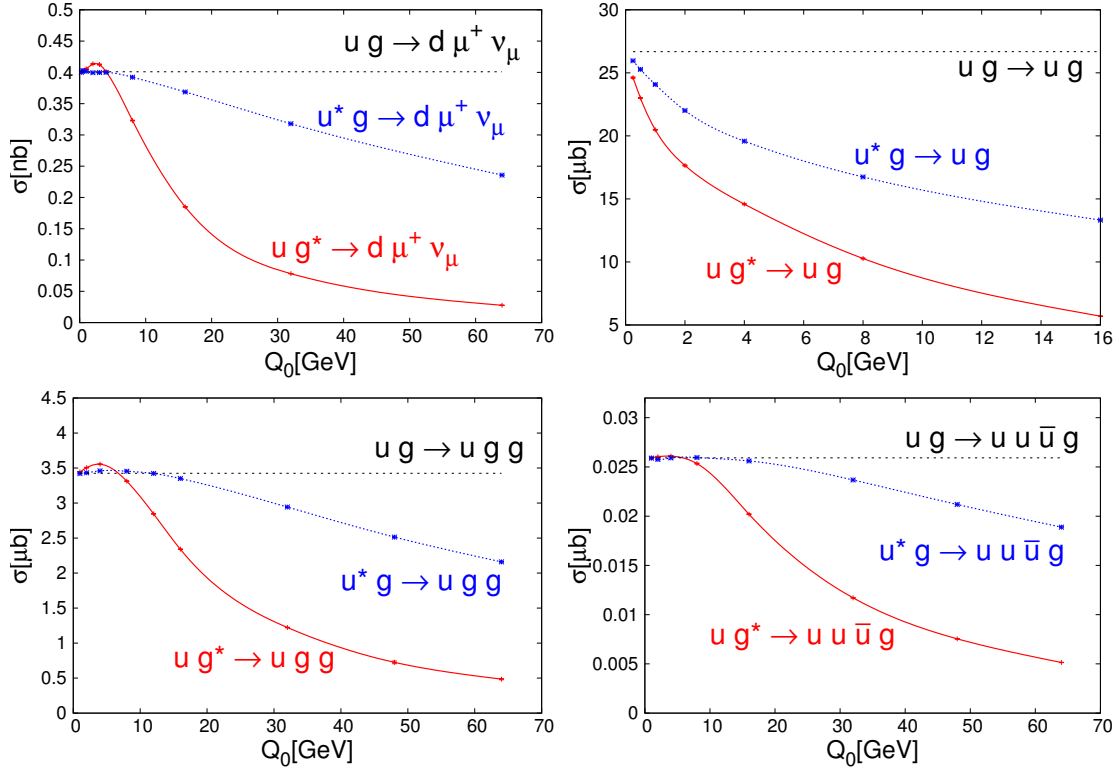 0.5
0.45
0.4
0.35
0.3
0.25
0.2
0.15
0.1
0.05
0
σ[nb]
u g → d μ⁺ ν_μ
u* g → d μ⁺ ν_μ
u g* → d μ⁺ ν_μ
0 10 20 30 40 50 60 70
Q₀[GeV]
30
25
20
15
10
5
σ[μb]
u g → u g
u* g → u g
u g* → u g
0 2 4 6 8 10 12 14 16
Q₀[GeV]
4.5
4
3.5
3
2.5
2
1.5
1
0.5
0
σ[μb]
u g → u g g
u* g → u g g
u g* → u g g
0 10 20 30 40 50 60 70
Q₀[GeV]
0.03
0.025
0.02
0.015
0.01
0.005
0
σ[μb]
u g → u u u̅ g
u* g → u u u̅ g
u g* → u u u̅ g
0 10 20 30 40 50 60 70
Q₀[GeV]